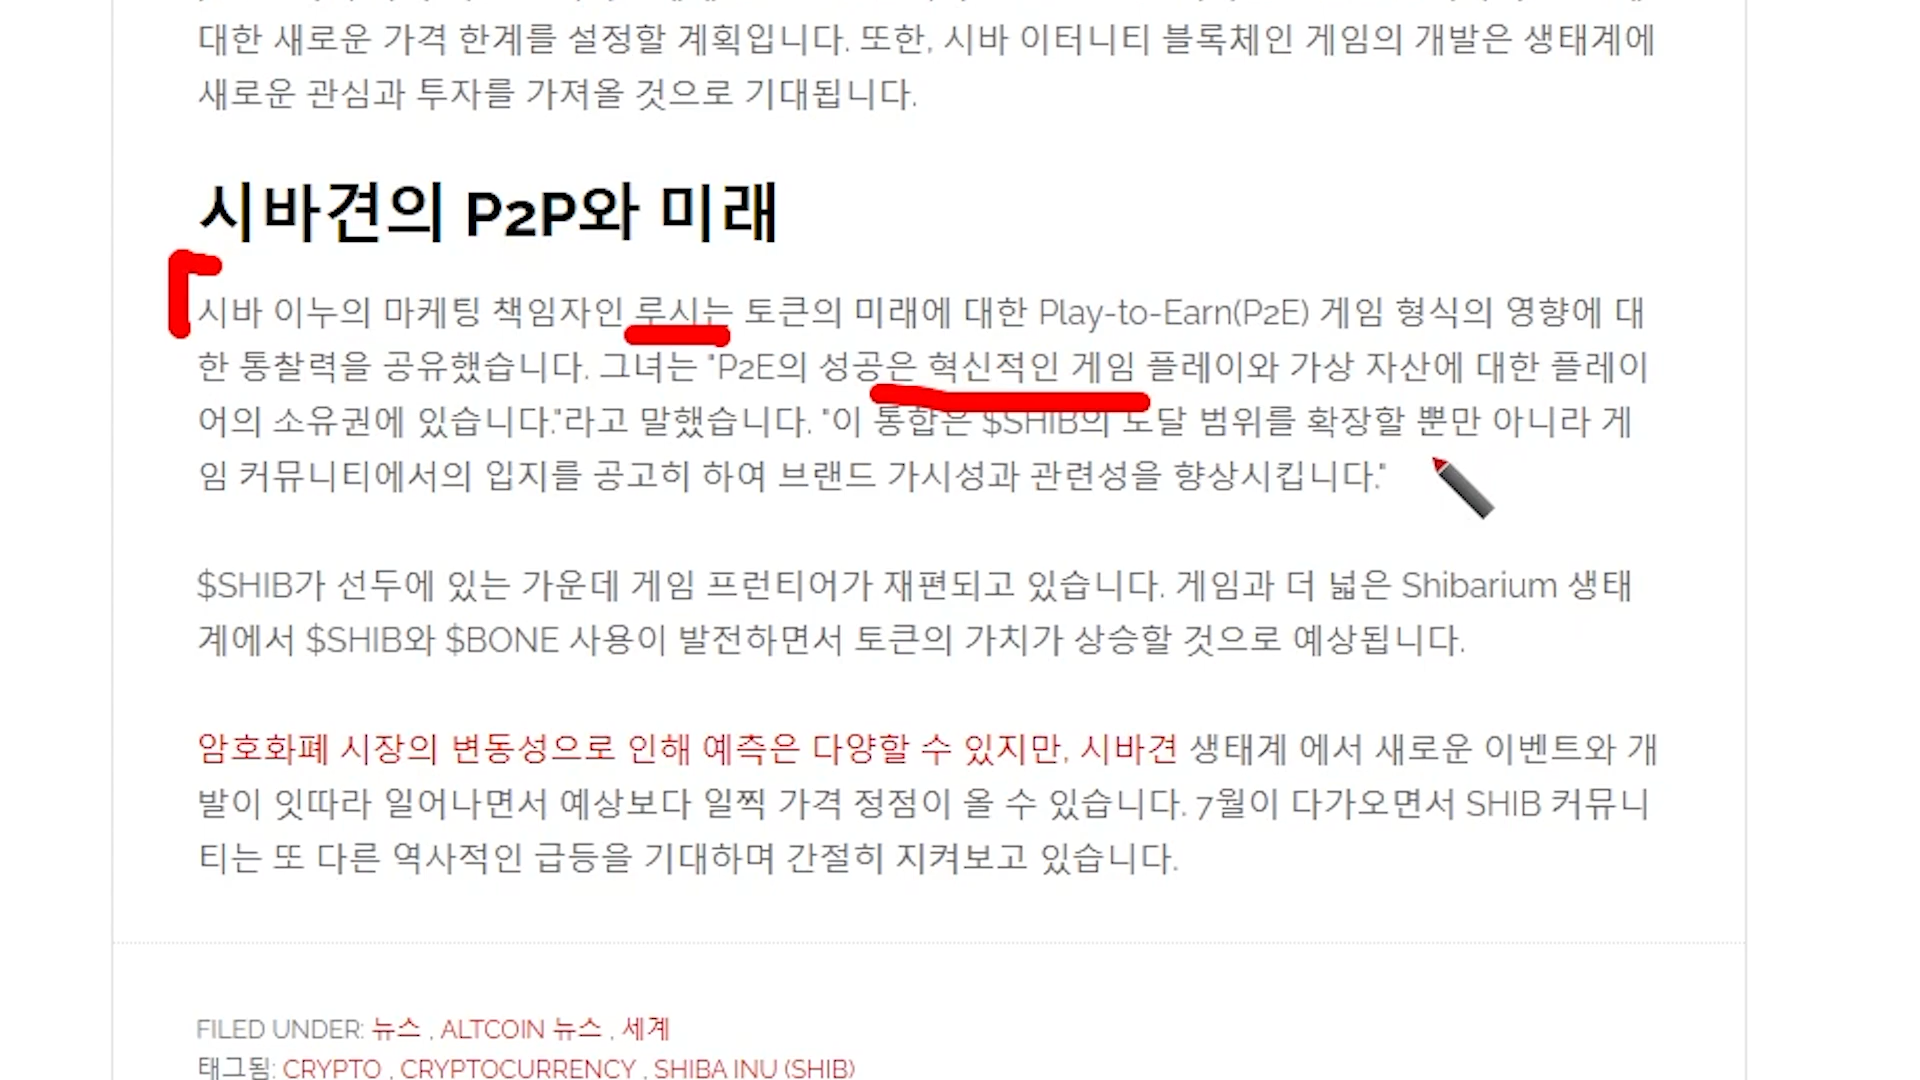 대한 새로운 가격 한계를 설정할 계획입니다. 또한, 시바 이터니티 블록체인 게임의 개발은 생태계에
새로운 관심과 투자를 가져올 것으로 기대됩니다.
시바견의 P2P와 미래
시바 이누의 마케팅 책임자인 루시는 토큰의 미래에 대한 Play-to-Earn(P2E) 게임 형식의 영향에 대
한 통찰력을 공유했습니다. 그녀는 "P2E의 성공은 혁신적인 게임 플레이와 가상 자산에 대한 플레이
어의 소유권에 있습니다."라고 말했습니다. "이 통합은 $SHIB의 도달 범위를 확장할 뿐만 아니라 게
임 커뮤니티에서의 입지를 공고히 하여 브랜드 가시성과 관련성을 향상시킵니다."
$SHIB가 선두에 있는 가운데 게임 프런티어가 재편되고 있습니다. 게임과 더 넓은 Shibarium 생태
계에서 $SHIB와 $BONE 사용이 발전하면서 토큰의 가치가 상승할 것으로 예상됩니다.
암호화폐 시장의 변동성으로 인해 예측은 다양할 수 있지만, 시바견 생태계 에서 새로운 이벤트와 개
발이 잇따라 일어나면서 예상보다 일찍 가격 정점이 올 수 있습니다. 7월이 다가오면서 SHIB 커뮤니
티는 또 다른 역사적인 급등을 기대하며 간절히 지켜보고 있습니다.
FILED UNDER: 뉴스 , ALTCOIN 뉴스 , 세계
태그됨: CRYPTO , CRYPTOCURRENCY , SHIBA INU (SHIB)